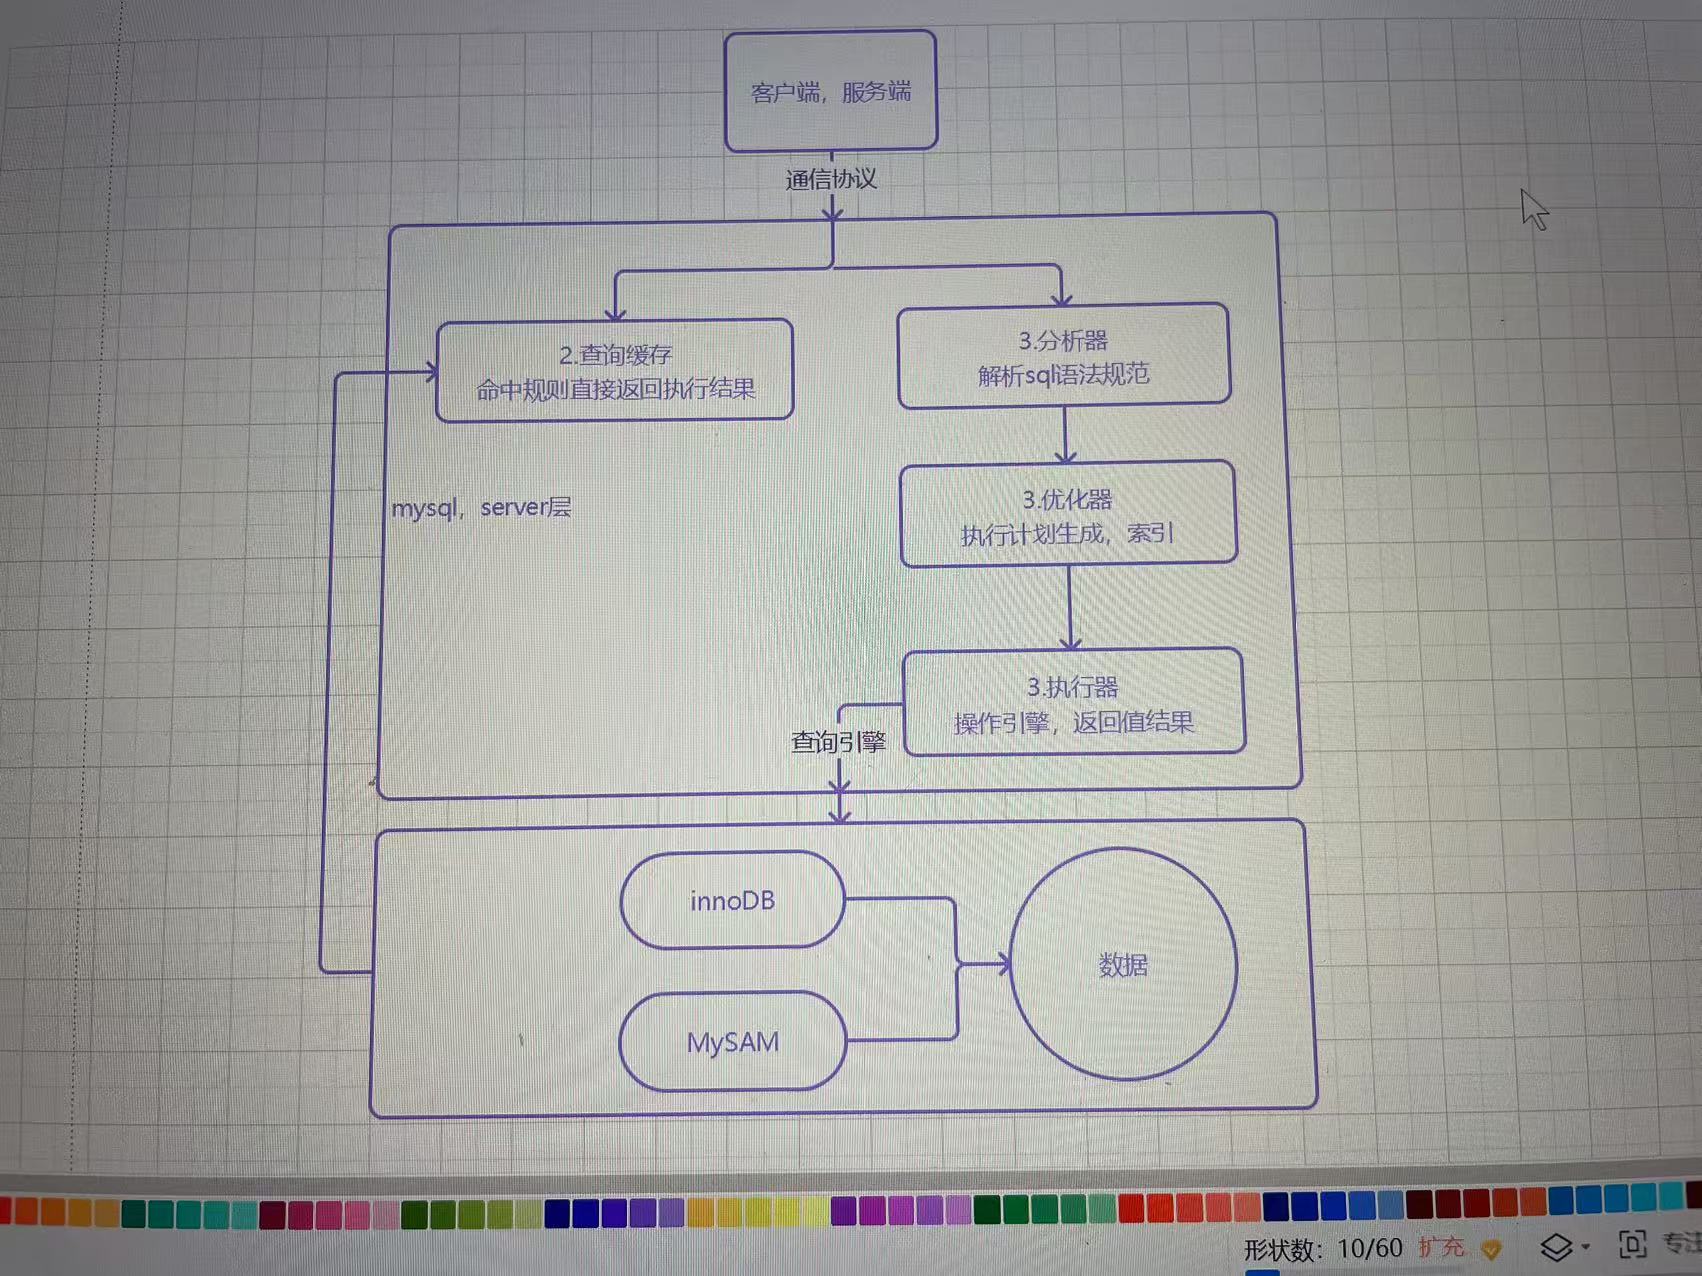 客户端，服务端
通信协议
2.查询缓存
命中规则直接返回执行结果
3.分析器
解析sql语法规范
mysql，server层
3.优化器
执行计划生成，索引
3.执行器
操作引擎，返回值结果
查询引擎
innoDB
MySAM
数据
形状数：10/60 扩充
专注